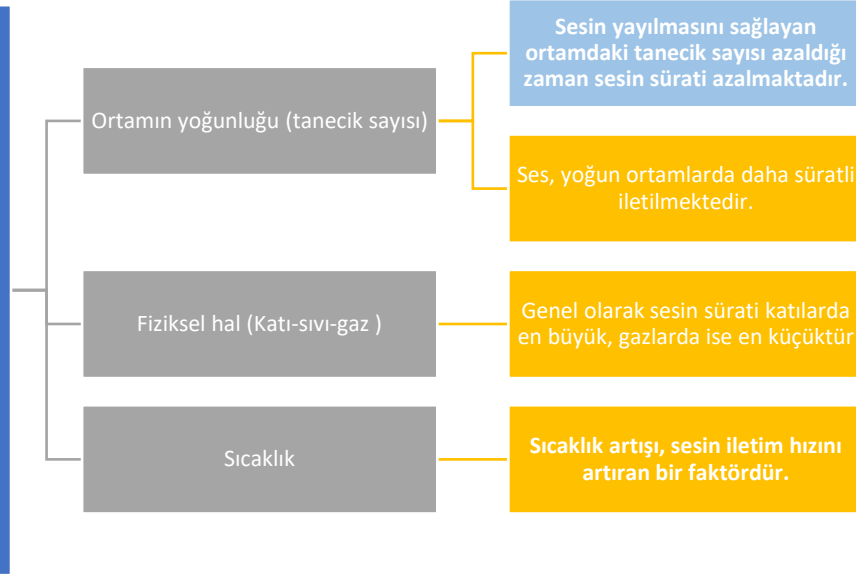 Sesin yayılmasını sağlayan
ortamdaki tanecik sayısı azaldığı
zaman sesin sürati azalmaktadır.
Ortamın yoğunluğu (tanecik sayısı)
Ses, yoğun ortamlarda daha süratli
iletilmektedir.
Fiziksel hal (Katı-sıvı-gaz )
Genel olarak sesin sürati katılarda
en büyük, gazlarda ise en küçüktür
Sıcaklık
Sıcaklık artışı, sesin iletim hızını
artıran bir faktördür.